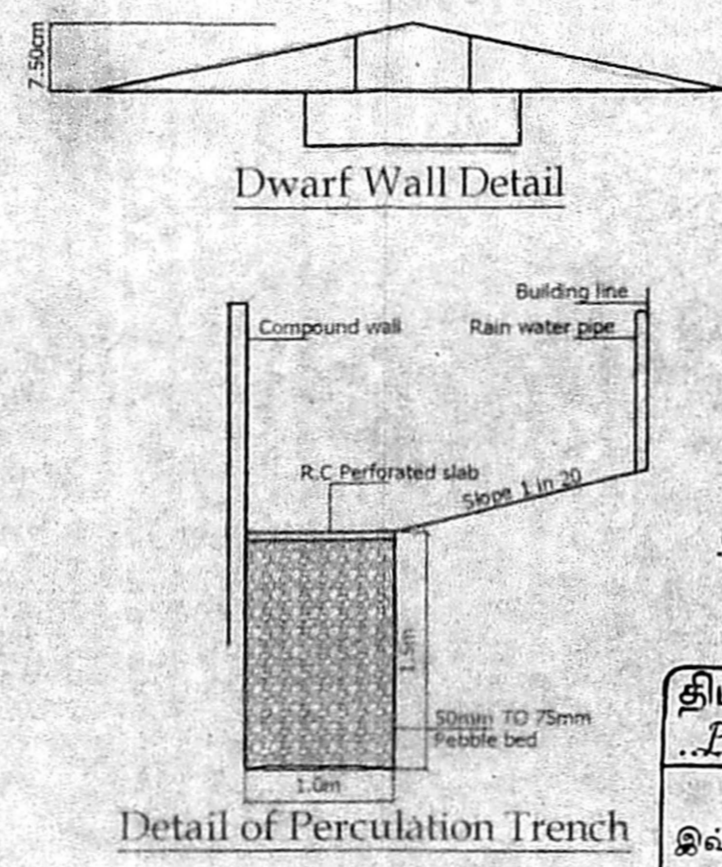 7.50cm
Dwarf Wall Detail
Building line
Compound wall
Rain water pipe
R.C Perforated slab
Slope 1 in 20
1.5m
50mm TO 75mm
Pebble bed
1.0m
Detail of Perculation Trench